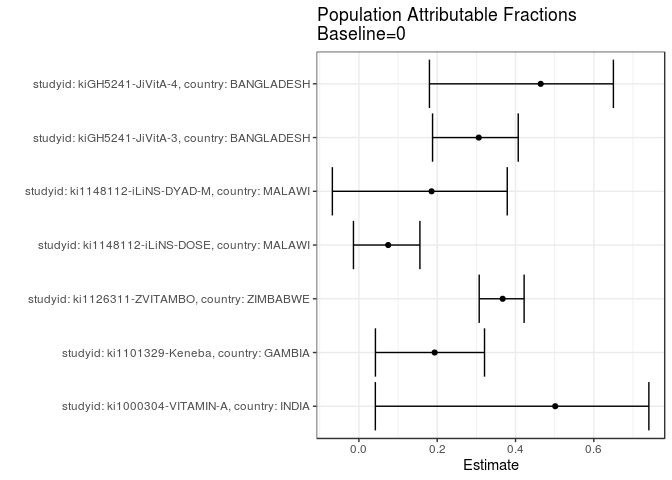 Population Attributable Fractions
Baseline=0
studyid: kiGH5241-JiVitA-4, country: BANGLADESH
studyid: kiGH5241-JiVitA-3, country: BANGLADESH
studyid: ki1148112-iLiNS-DYAD-M, country: MALAWI
studyid: ki1148112-iLiNS-DOSE, country: MALAWI
studyid: ki1126311-ZVITAMBO, country: ZIMBABWE
studyid: ki1101329-Keneba, country: GAMBIA
studyid: ki1000304-VITAMIN-A, country: INDIA
0.0 0.2 0.4 0.6
Estimate